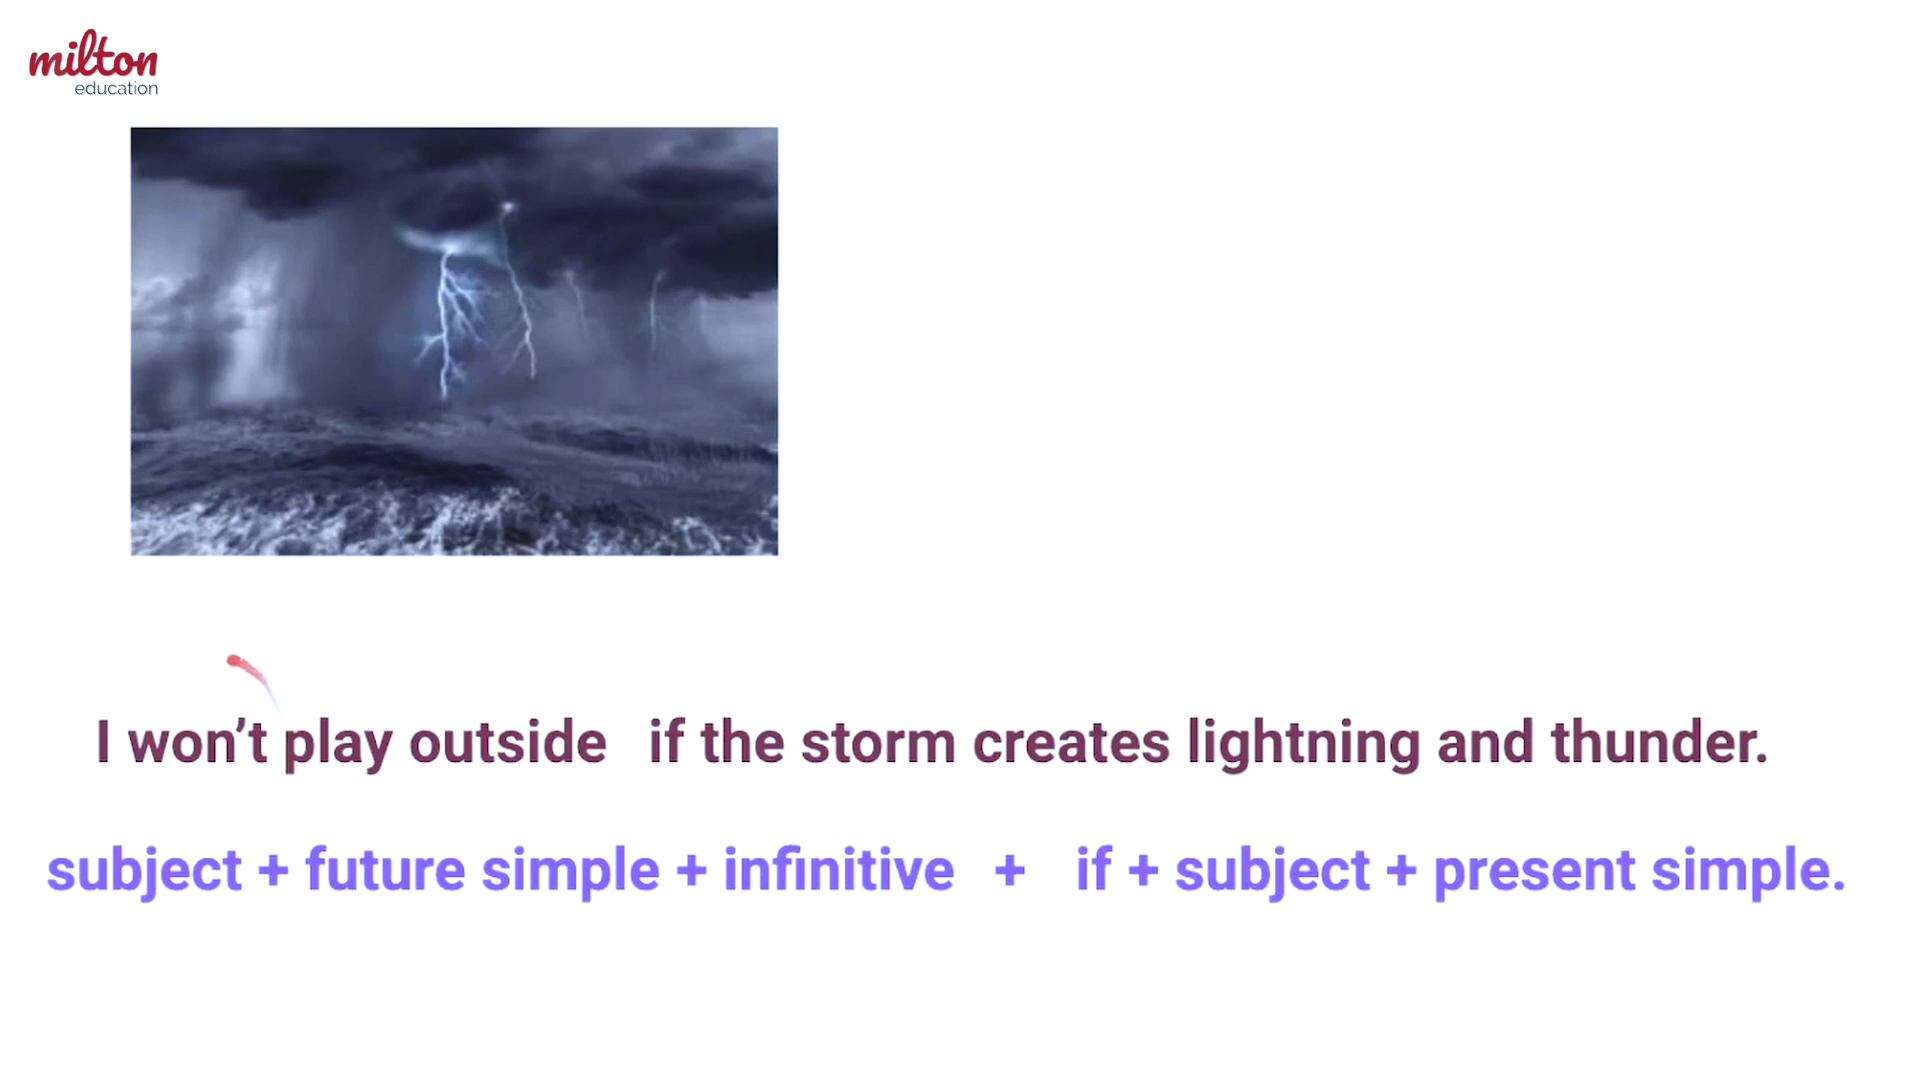 milton
education
I won’t play outside if the storm creates lightning and thunder.
subject + future simple + infinitive + if + subject + present simple.